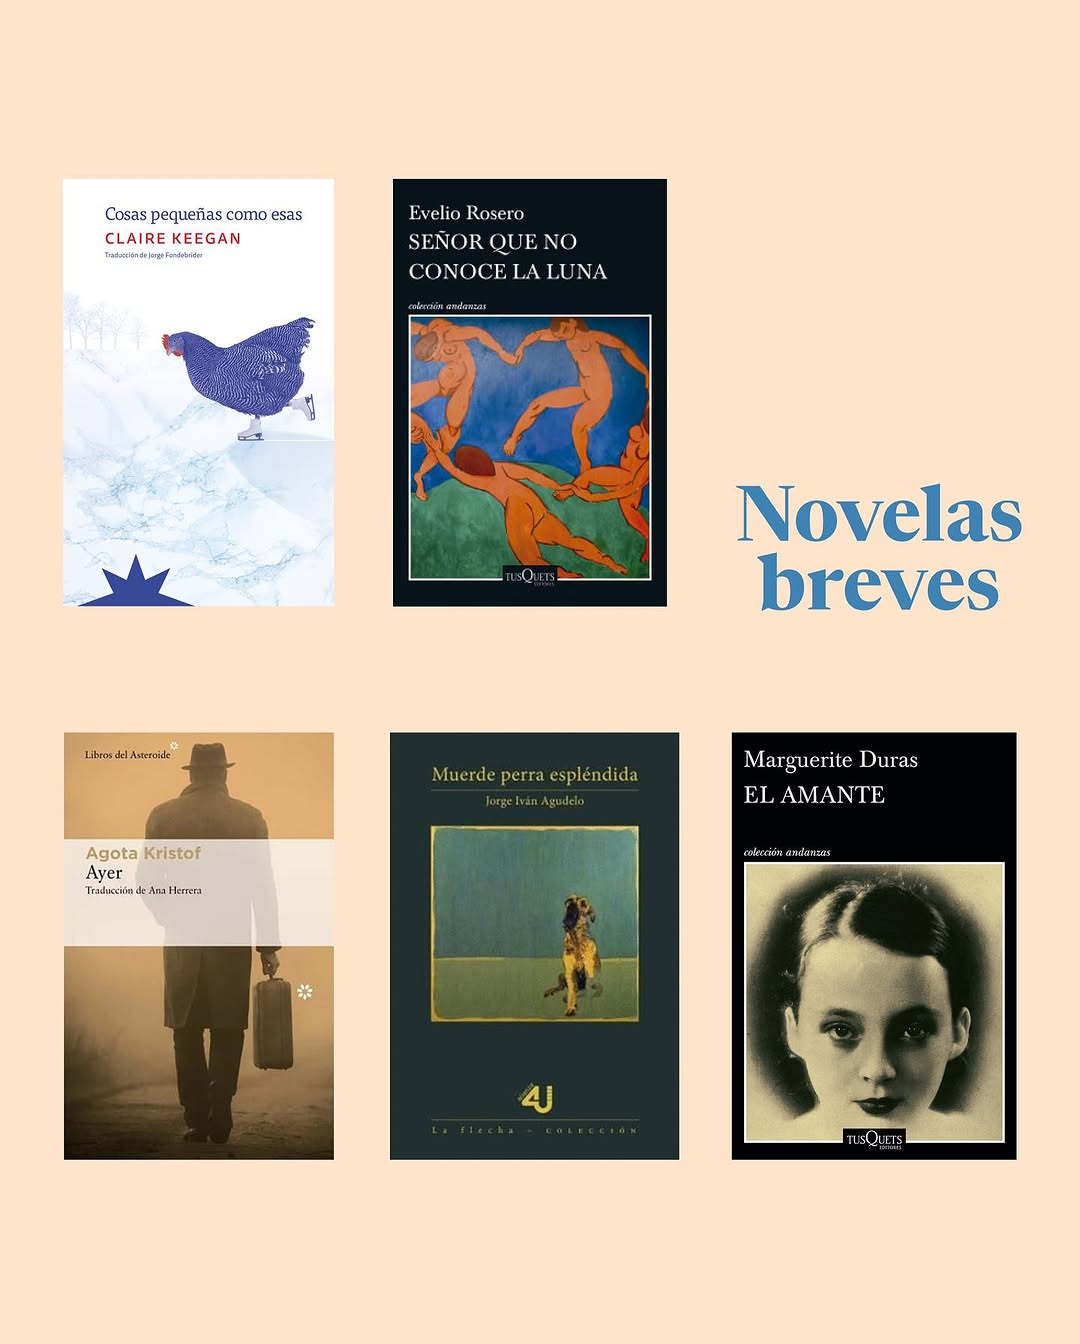 Cosas pequeñas como esas
CLAIRE KEEGAN
Traducción de Jorge Fondebrider
Evelio Rosero
SEÑOR QUE NO
CONOCE LA LUNA
colección andanzas
TUSQUETS
EDITORES
Novelas
breves
Libros del Asteroide
Agota Kristof
Ayer
Traducción de Ana Herrera
Muerde perra espléndida
Jorge Iván Agudelo
4J
La flecha – COLECCIÓN
Marguerite Duras
EL AMANTE
colección andanzas
TUSQUETS
EDITORES